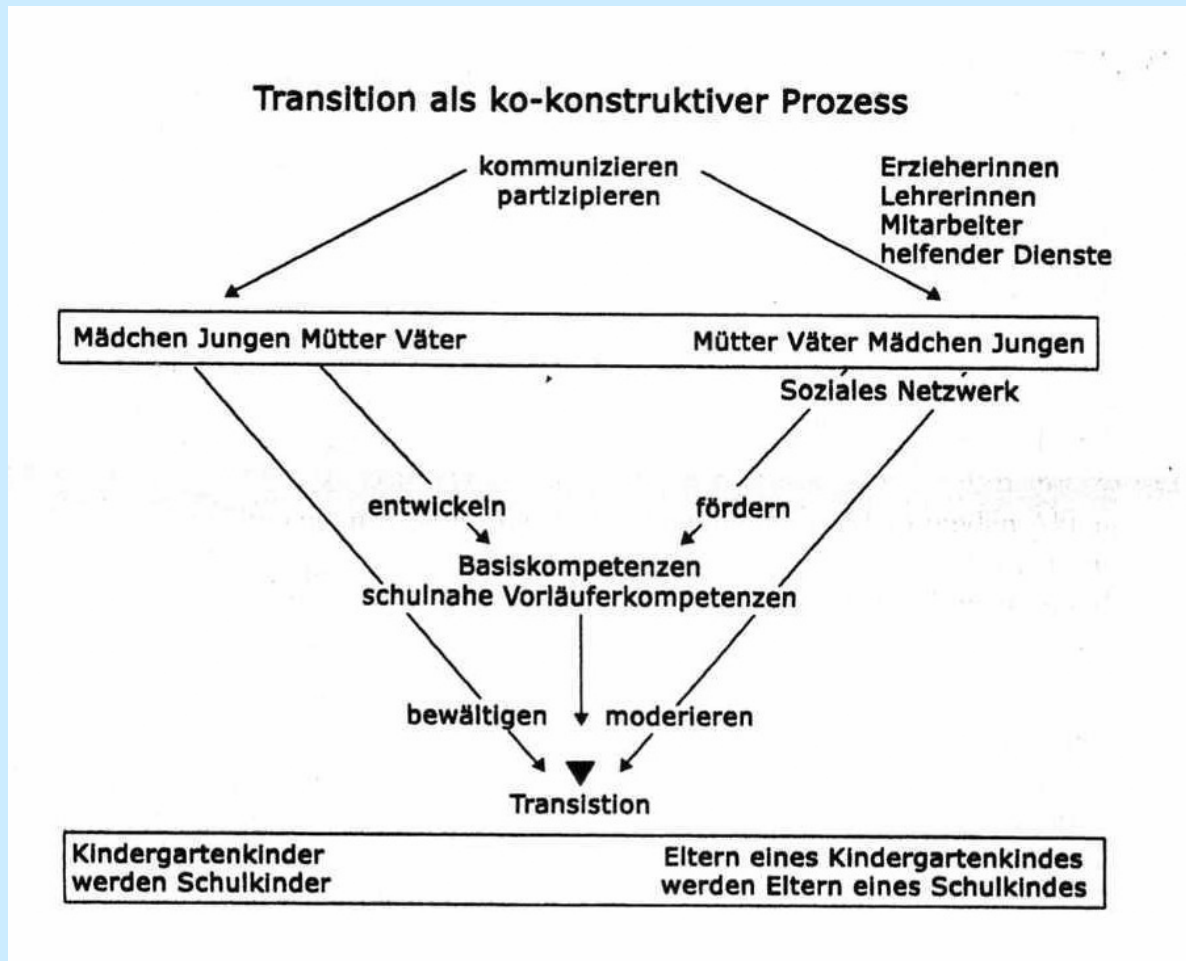 Transition als ko-konstruktiver Prozess
kommunizieren
partizipieren
Erzieherinnen
Lehrerinnen
Mitarbeiter
helfender Dienste
Mädchen Jungen Mütter Väter
Mütter Väter Mädchen Jungen
Soziales Netzwerk
entwickeln
fördern
Basiskompetenzen
schulnahe Vorläuferkompetenzen
bewältigen
moderieren
Transistion
Kindergartenkinder
werden Schulkinder
Eltern eines Kindergartenkindes
werden Eltern eines Schulkindes